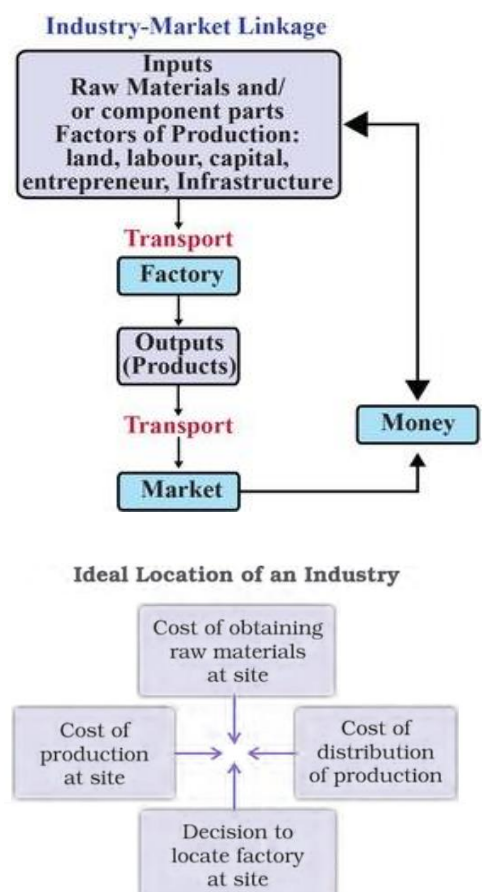 Industry-Market Linkage
Inputs
Raw Materials and/
or component parts
Factors of Production:
land, labour, capital,
entrepreneur, Infrastructure
Transport
Factory
Outputs
(Products)
Transport
Market
Money
Ideal Location of an Industry
Cost of obtaining
raw materials
at site
Cost of
production
at site
Cost of
distribution
of production
Decision to
locate factory
at site